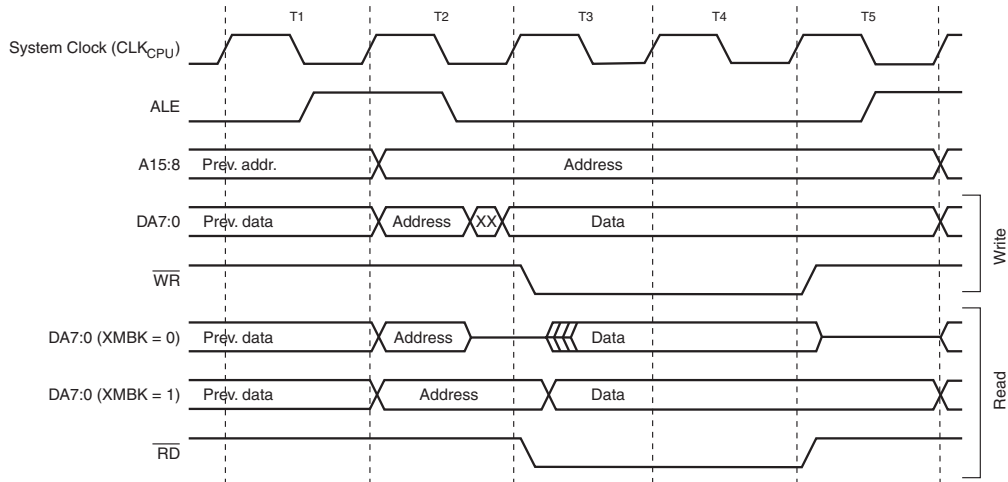 T1 T2 T3 T4 T5
System Clock (CLKCPU)
ALE
A15:8 Prev. addr. Address
DA7:0 Prev. data Address XX Data
WR
Write
DA7:0 (XMBK = 0) Prev. data Address Data
DA7:0 (XMBK = 1) Prev. data Address Data
RD
Read